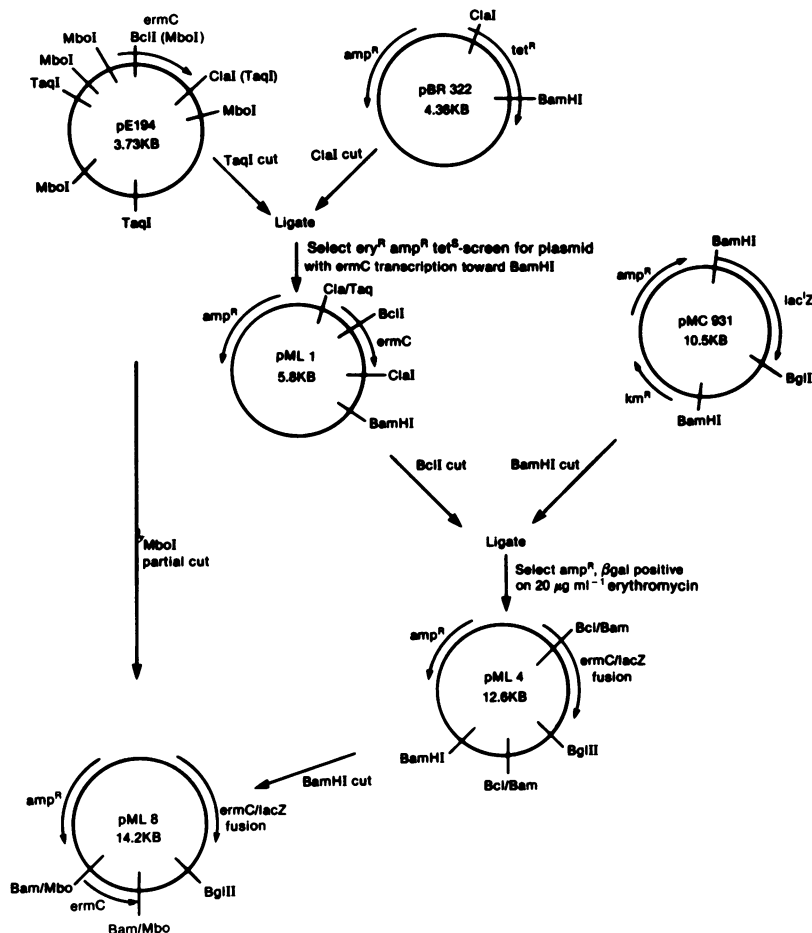 ermC
BclI (MboI)
MboI
MboI
TaqI
ClaI (TaqI)
MboI
pE194
3.73KB
MboI
TaqI
TaqI cut
ClaI
amp^R
tet^R
pBR 322
4.36KB
BamHI
ClaI cut
Ligate
Select ery^R amp^R tet^S-screen for plasmid
with ermC transcription toward BamHI
Cla/Taq
amp^R
BclI
ermC
pML 1
5.8KB
ClaI
BamHI
BamHI
amp^R
lac'Z
pMC 931
10.5KB
BglII
km^R
BamHI
BclI cut
BamHI cut
Ligate
Select amp^R, βgal positive
on 20 μg ml⁻¹ erythromycin
MboI
partial cut
Bcl/Bam
amp^R
ermC/lacZ
fusion
pML 4
12.6KB
BamHI
BglII
Bcl/Bam
BamHI cut
amp^R
ermC/lacZ
fusion
pML 8
14.2KB
Bam/Mbo
BglII
ermC
Bam/Mbo